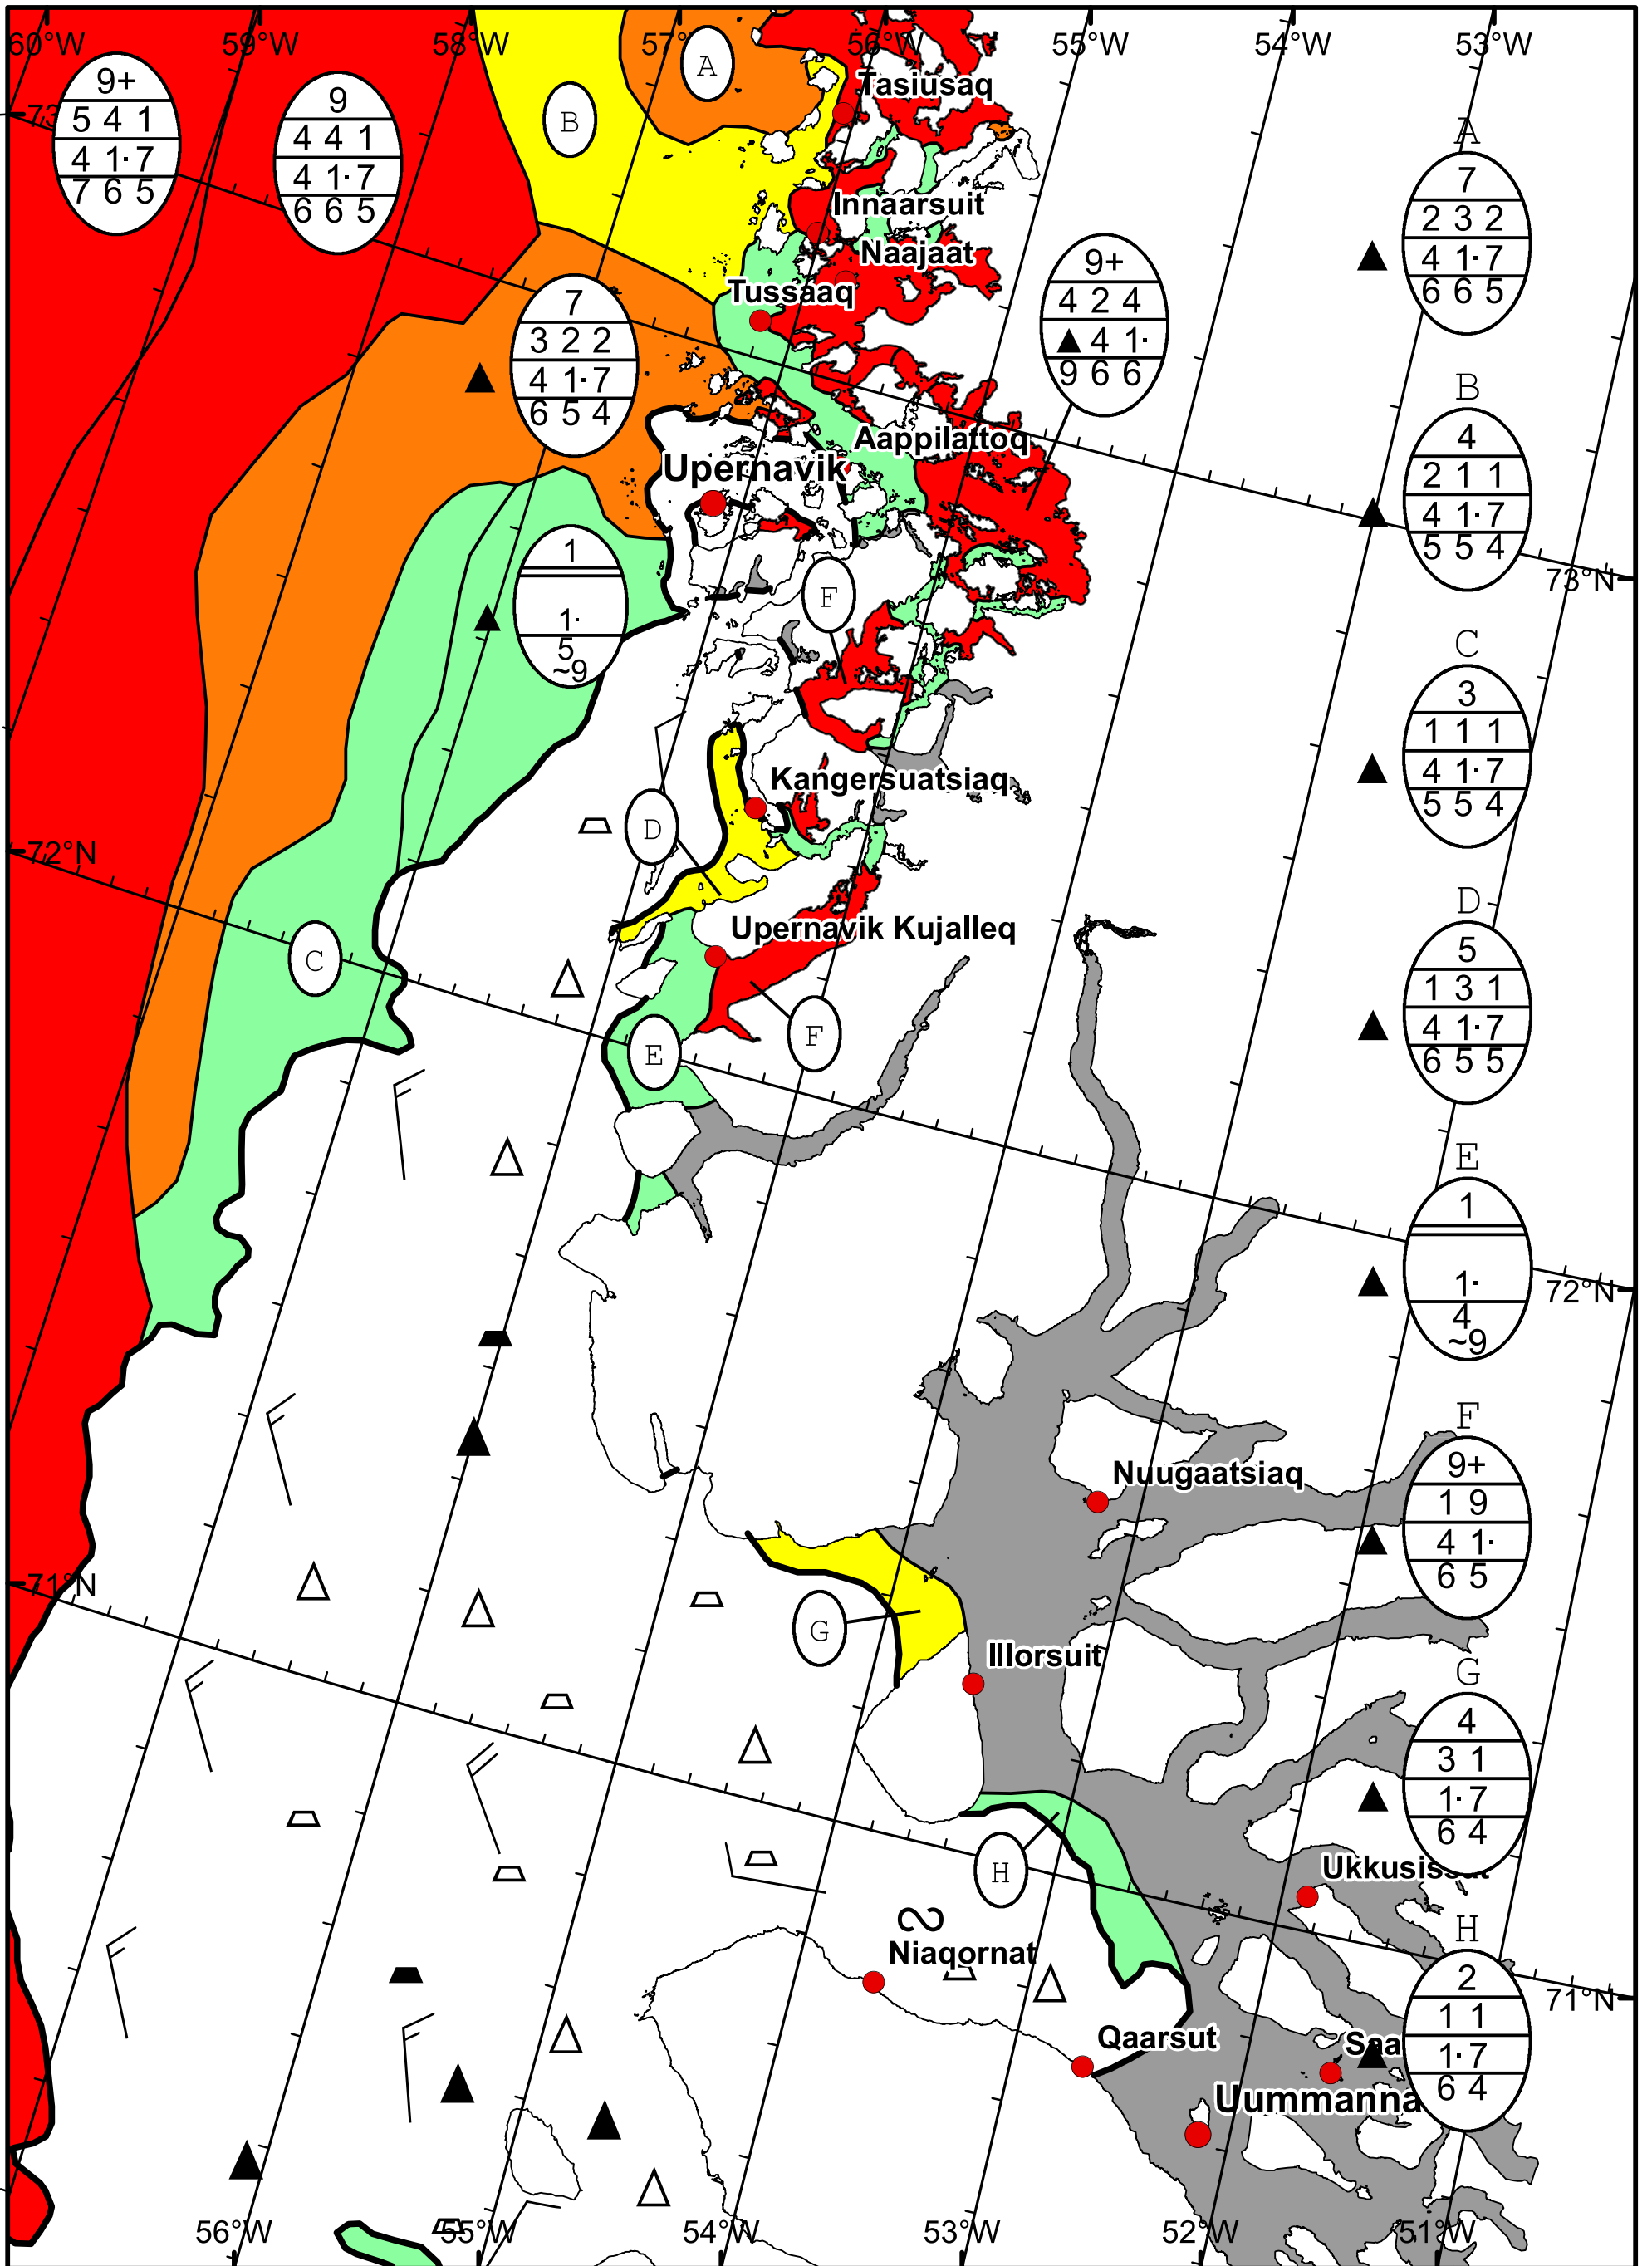 60°W
59°W
58°W
57°
56°W
55°W
54°W
53°W
73
9+
5 4 1
4 1· 7
7 6 5
9
4 4 1
4 1· 7
6 6 5
B
A
Tasiusaq
Innaarsuit
Naajaat
Tussaaq
7
3 2 2
4 1· 7
6 5 4
9+
4 2 4
▲ 4 1·
9 6 6
A
7
2 3 2
4 1· 7
6 6 5
Aappilattoq
Upernavik
B
4
2 1 1
4 1· 7
5 5 4
1
1·
5
~9
F
73°N
C
3
1 1 1
4 1· 7
5 5 4
Kangersuatsiaq
D
72°N
Upernavik Kujalleq
C
F
E
D
5
1 3 1
4 1· 7
6 5 5
E
1
1·
4
~9
72°N
F
9+
1 9
4 1·
6 5
Nuugaatsiaq
71°N
G
Illorsuit
G
4
3 1
1· 7
6 4
H
Ukkusiss
Niaqornat
H
2
1 1
1· 7
6 4
71°N
Qaarsut
Saa
Uummanna
56°W
55°W
54°W
53°W
52°W
51°W